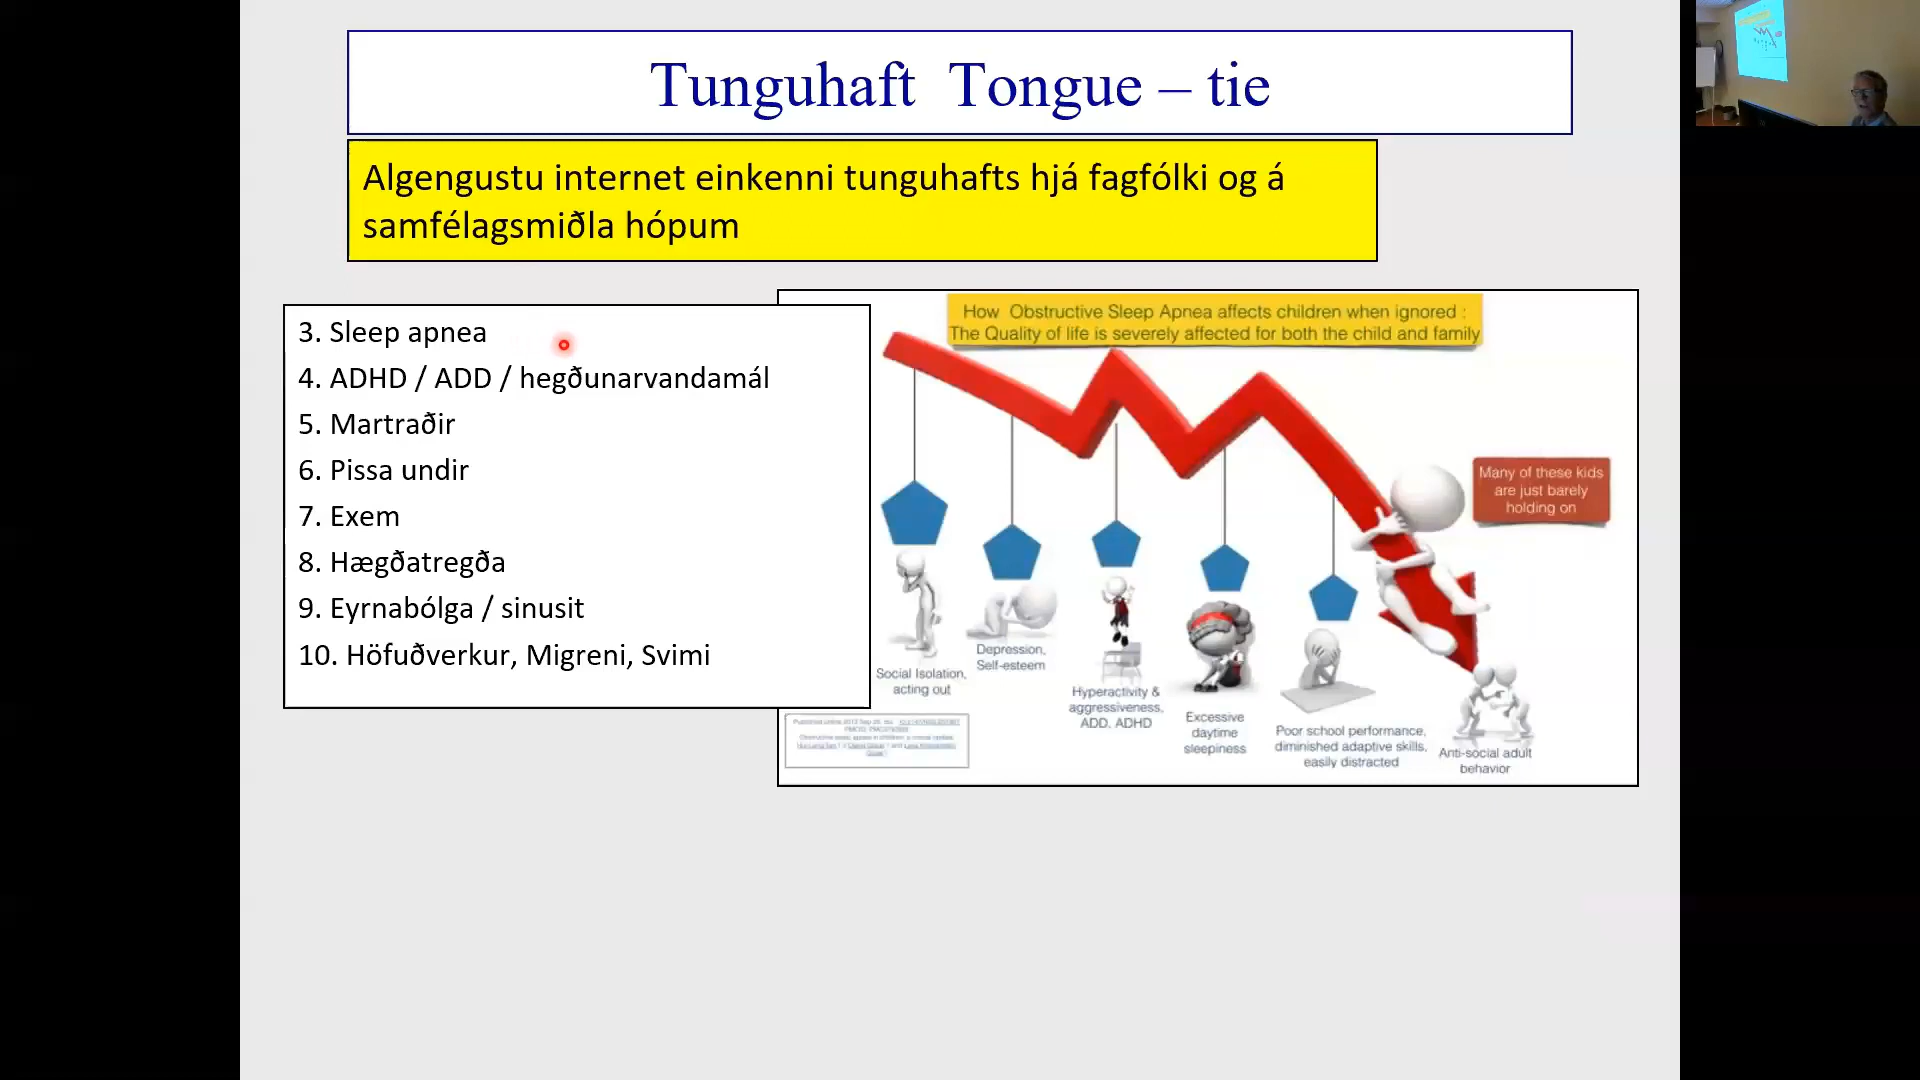 Tunguhaft Tongue – tie
Algengustu internet einkenni tunguhafts hjá fagfólki og á
samfélagsmiðla hópum
3. Sleep apnea
4. ADHD / ADD / hegðunarvandamál
5. Martraðir
6. Pissa undir
7. Exem
8. Hægðatregða
9. Eyrnabólga / sinusit
10. Höfuðverkur, Migreni, Svimi
How Obstructive Sleep Apnea affects children when ignored :
The Quality of life is severely affected for both the child and family
Many of these kids
are just barely
holding on
Social Isolation,
acting out
Depression,
Self-esteem
Hyperactivity &
aggressiveness,
ADD, ADHD
Excessive
daytime
sleepiness
Poor school performance,
diminished adaptive skills,
easily distracted
Anti-social adult
behavior